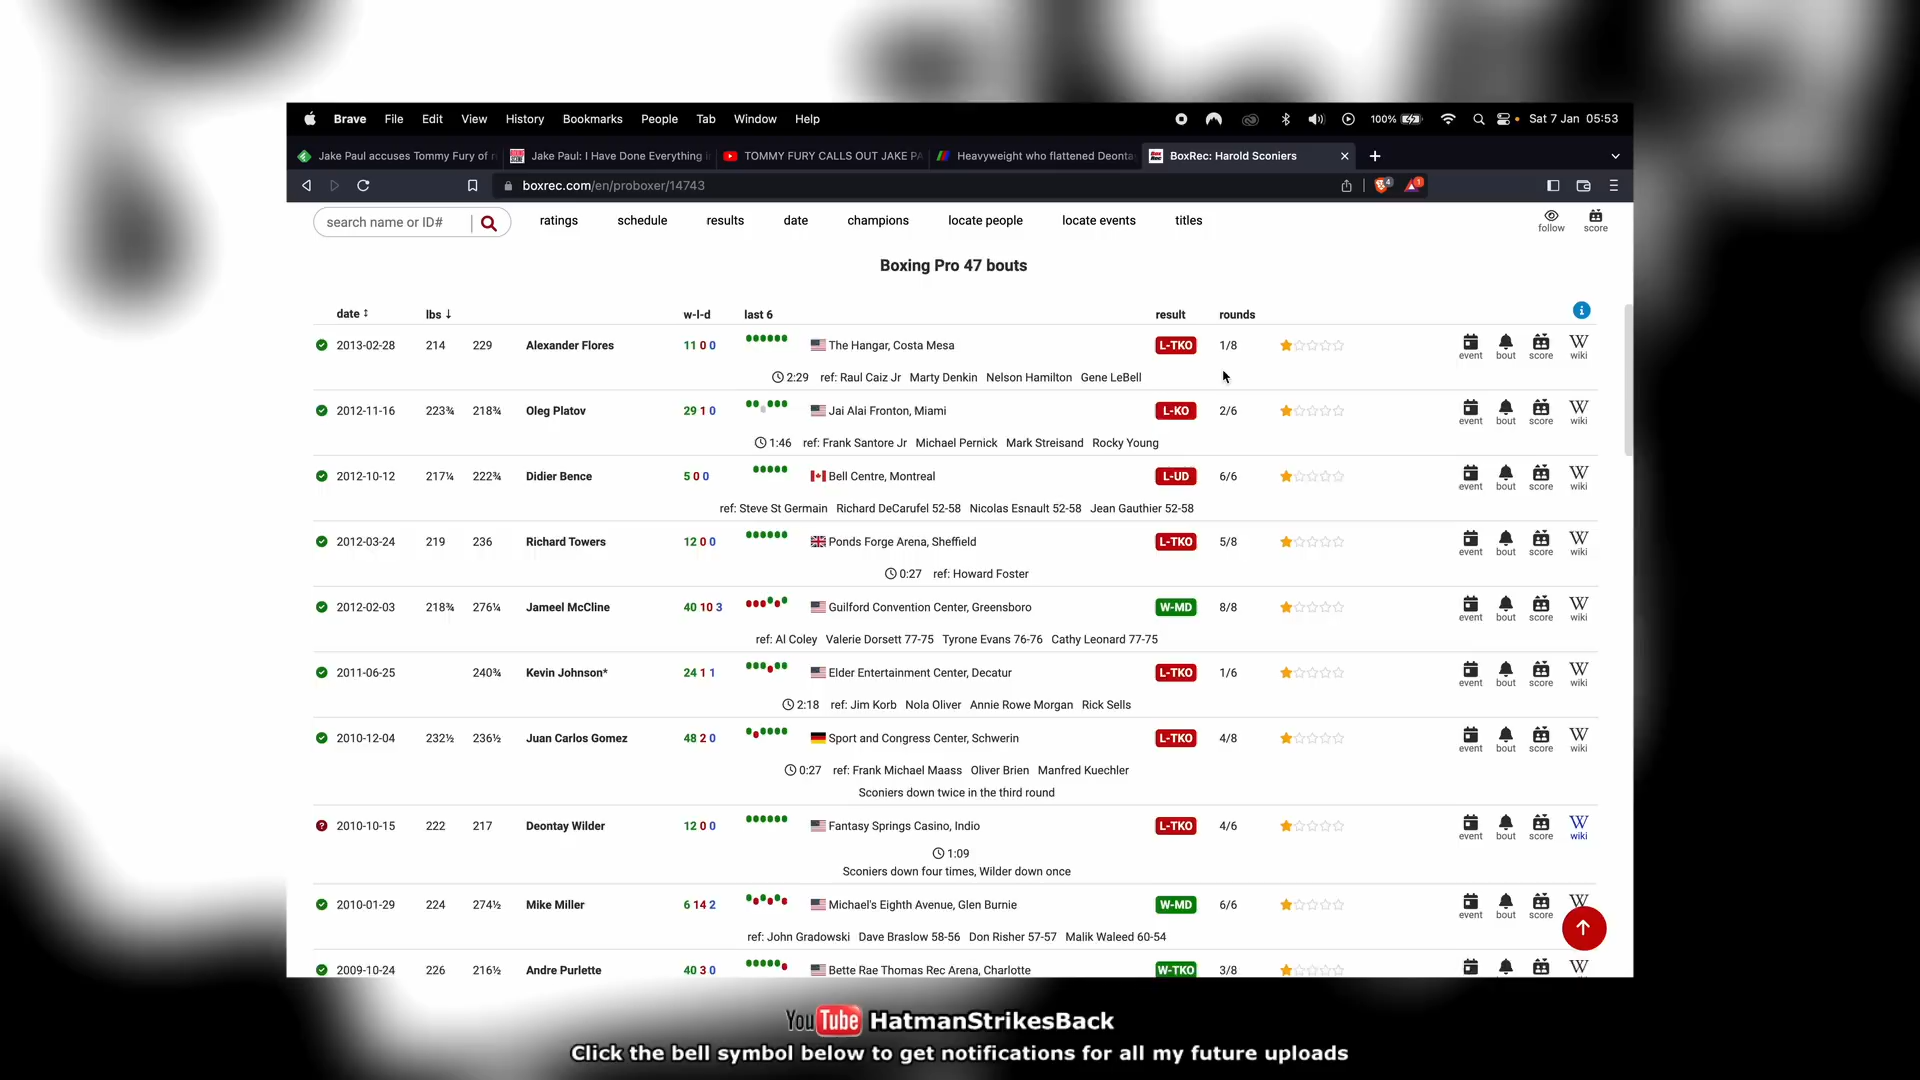 Brave File Edit View History Bookmarks People Tab Window Help 100% Sat 7 Jan 05:53
Jake Paul accuses Tommy Fury of Jake Paul: I Have Done Everything TOMMY FURY CALLS OUT JAKE PA Heavyweight who flattened Deonta BoxRec: Harold Sconiers
boxrec.com/en/proboxer/14743 4 1
search name or ID# ratings schedule results date champions locate people locate events titles follow score
Boxing Pro 47 bouts
date lbs w-l-d last 6 result rounds
2013-02-28 214 229 Alexander Flores 11 0 0 The Hangar, Costa Mesa L-TKO 1/8 event bout score wiki
2:29 ref: Raul Caiz Jr Marty Denkin Nelson Hamilton Gene LeBell
2012-11-16 223¾ 218¾ Oleg Platov 29 1 0 Jai Alai Fronton, Miami L-KO 2/6 event bout score wiki
1:46 ref: Frank Santore Jr Michael Pernick Mark Streisand Rocky Young
2012-10-12 217¼ 222¾ Didier Bence 5 0 0 Bell Centre, Montreal L-UD 6/6 event bout score wiki
ref: Steve St Germain Richard DeCarufel 52-58 Nicolas Esnault 52-58 Jean Gauthier 52-58
2012-03-24 219 236 Richard Towers 12 0 0 Ponds Forge Arena, Sheffield L-TKO 5/8 event bout score wiki
0:27 ref: Howard Foster
2012-02-03 218¾ 276¼ Jameel McCline 40 10 3 Guilford Convention Center, Greensboro W-MD 8/8 event bout score wiki
ref: Al Coley Valerie Dorsett 77-75 Tyrone Evans 76-76 Cathy Leonard 77-75
2011-06-25 240¾ Kevin Johnson* 24 1 1 Elder Entertainment Center, Decatur L-TKO 1/6 event bout score wiki
2:18 ref: Jim Korb Nola Oliver Annie Rowe Morgan Rick Sells
2010-12-04 232½ 236½ Juan Carlos Gomez 48 2 0 Sport and Congress Center, Schwerin L-TKO 4/8 event bout score wiki
0:27 ref: Frank Michael Maass Oliver Brien Manfred Kuechler
Sconiers down twice in the third round
2010-10-15 222 217 Deontay Wilder 12 0 0 Fantasy Springs Casino, Indio L-TKO 4/6 event bout score wiki
1:09
Sconiers down four times, Wilder down once
2010-01-29 224 274½ Mike Miller 6 14 2 Michael's Eighth Avenue, Glen Burnie W-MD 6/6 event bout score
ref: John Gradowski Dave Braslow 58-56 Don Risher 57-57 Malik Waleed 60-54
2009-10-24 226 216½ Andre Purlette 40 3 0 Bette Rae Thomas Rec Arena, Charlotte W-TKO 3/8
YouTube HatmanStrikesBack
Click the bell symbol below to get notifications for all my future uploads